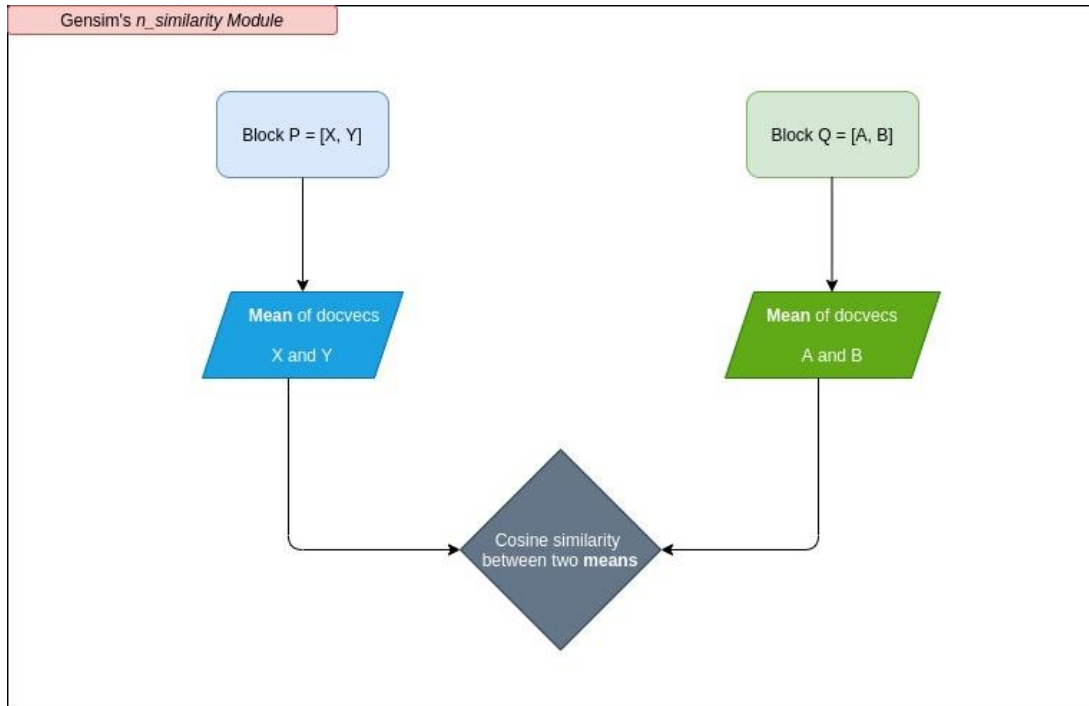 Gensim's n_similarity Module
Block P = [X, Y]
Block Q = [A, B]
Mean of docvecs
X and Y
Mean of docvecs
A and B
Cosine similarity
between two means